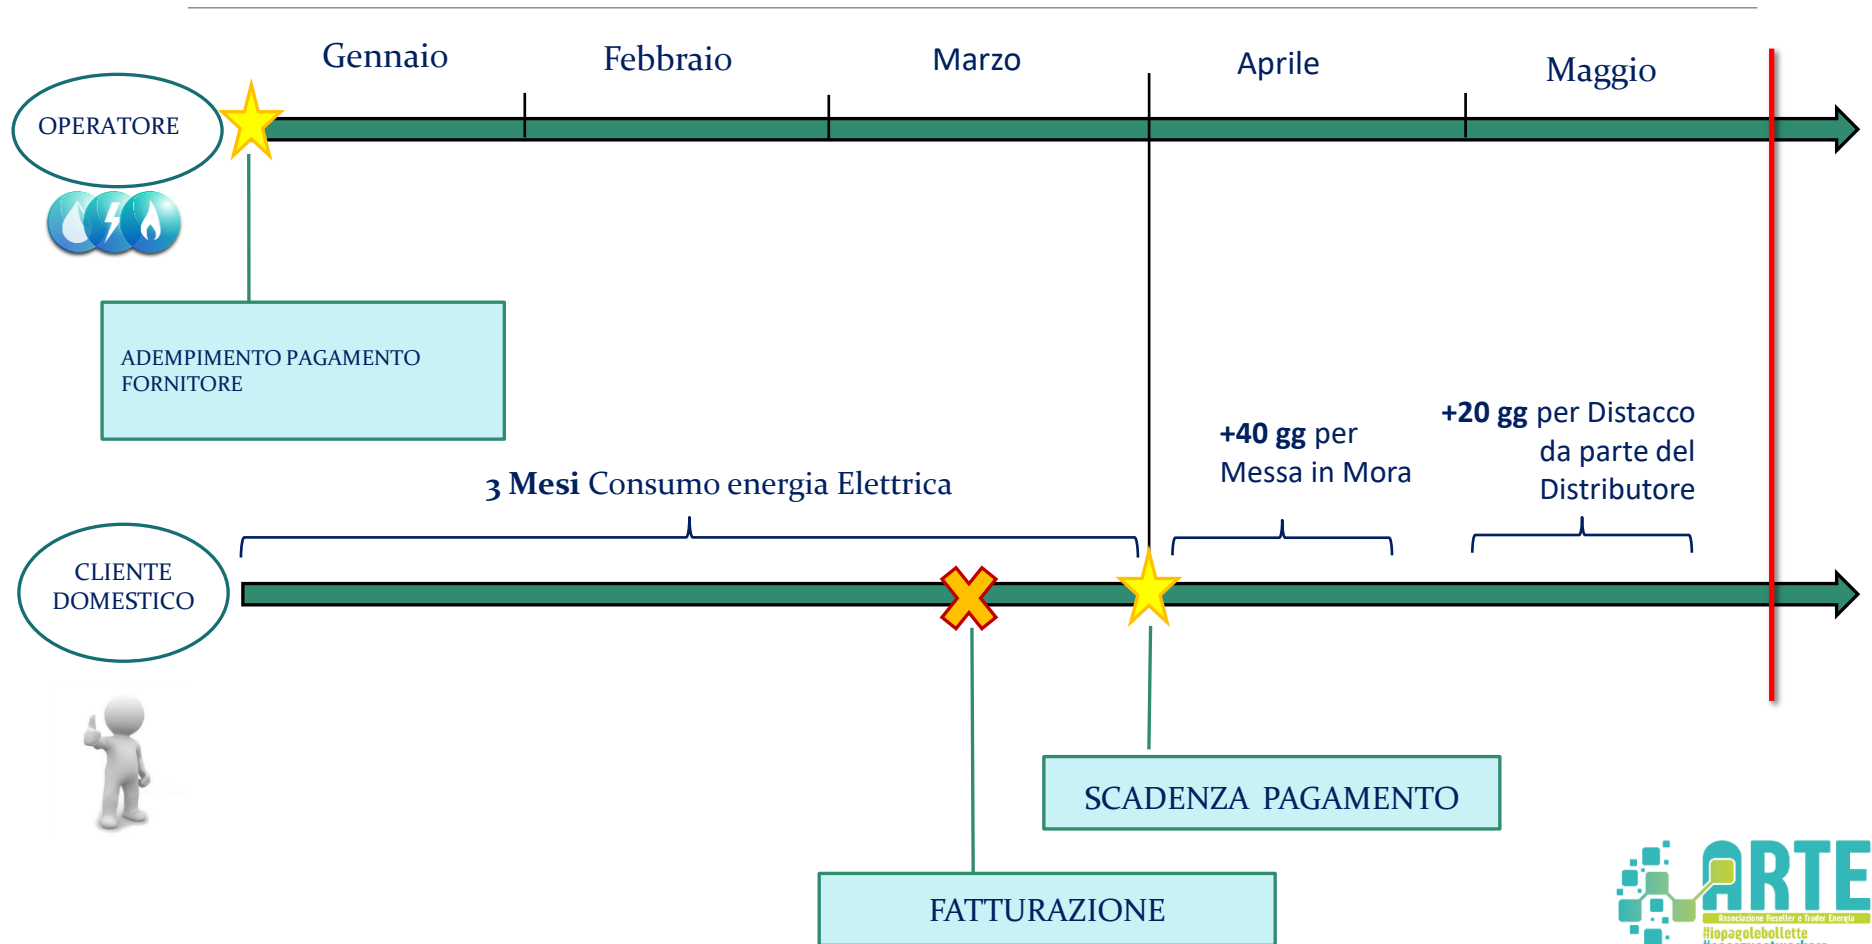 Gennaio
Febbraio
Marzo
Aprile
Maggio
OPERATORE
ADEMPIMENTO PAGAMENTO
FORNITORE
+40 gg per
Messa in Mora
+20 gg per Distacco
da parte del
Distributore
3 Mesi Consumo energia Elettrica
CLIENTE
DOMESTICO
SCADENZA PAGAMENTO
FATTURAZIONE
ARTE
Associazione Reseller e Trader Energia
#iopagolebollette